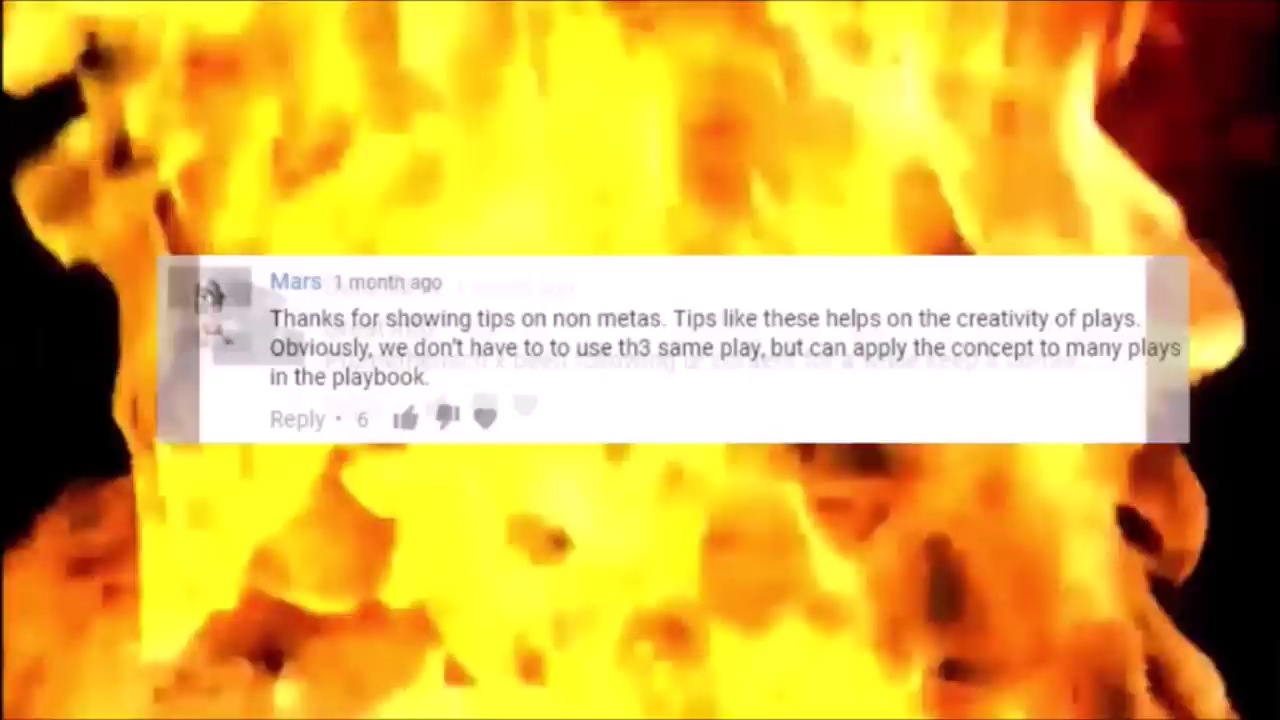 Mars 1 month ago
Thanks for showing tips on non metas. Tips like these helps on the creativity of plays.
Obviously, we don't have to to use th3 same play, but can apply the concept to many plays
in the playbook.
Reply • 6